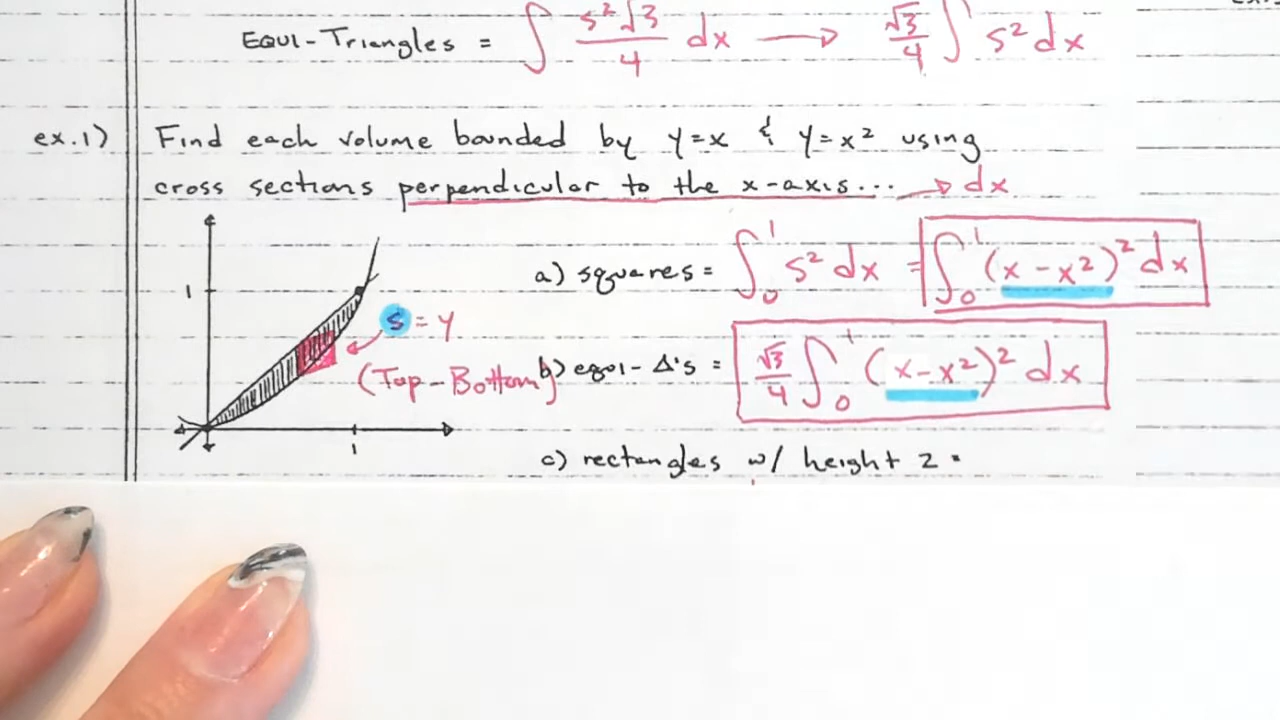 EQUI-Triangles = ∫ s²√3/4 dx → √3/4 ∫ s² dx
ex.1) Find each volume bounded by y=x & y=x² using
cross sections perpendicular to the x-axis... → dx
a) squares = ∫₀¹ s² dx = ∫₀¹ (x-x²)² dx
1
s = y
(Top - Bottom)
b) equi-Δ's = √3/4 ∫₀¹ (x-x²)² dx
1
c) rectangles w/ height 2 =